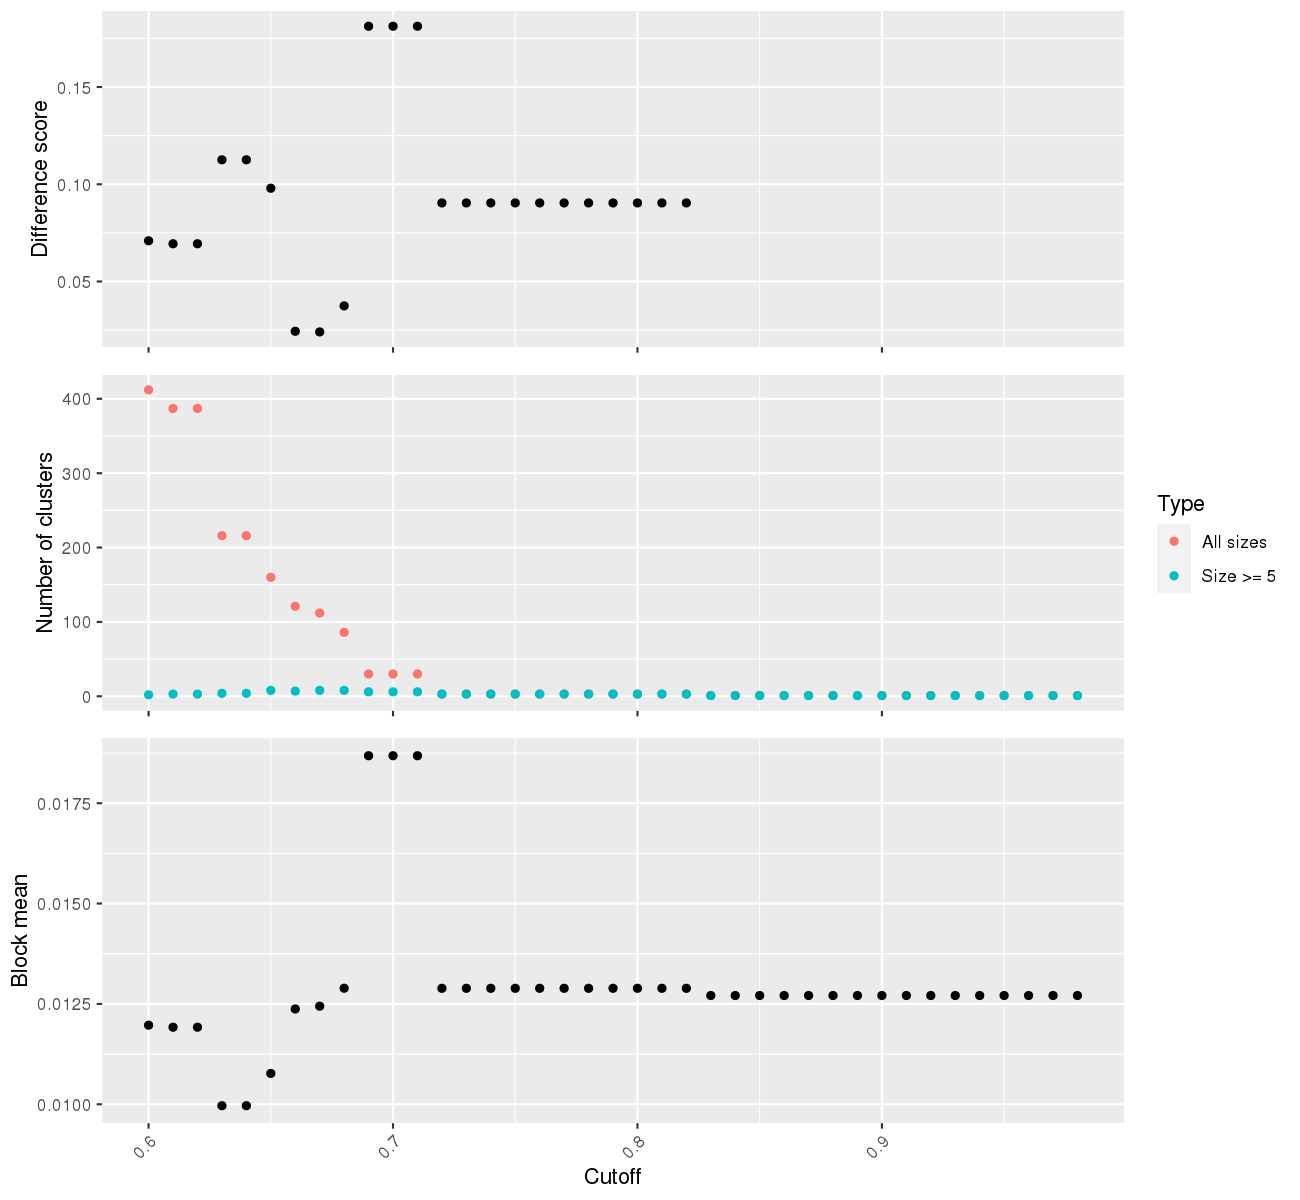 Difference score
0.15
0.10
0.05
Number of clusters
400
300
200
100
0
Type
All sizes
Size >= 5
Block mean
0.0175
0.0150
0.0125
0.0100
0.6
0.7
0.8
0.9
Cutoff